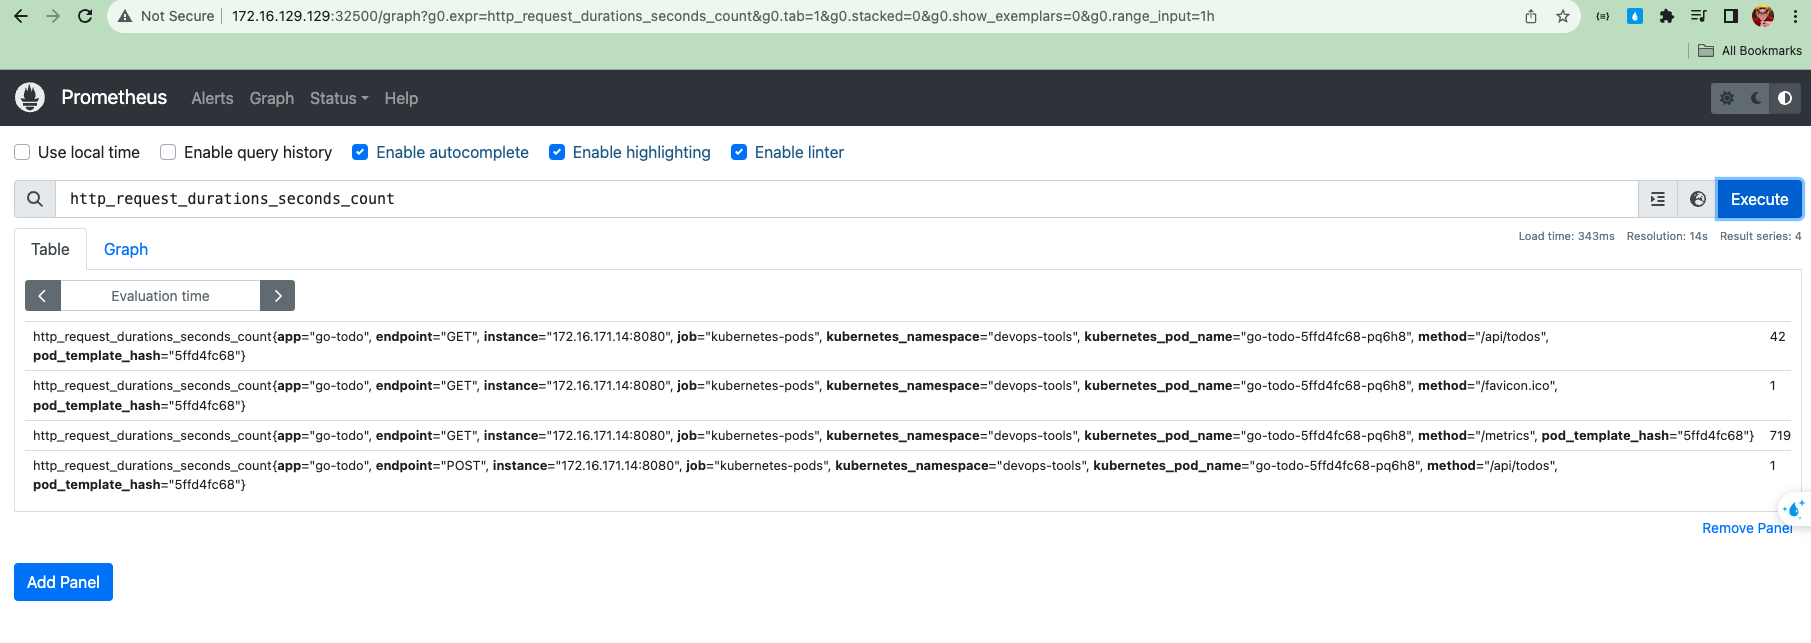 Not Secure 172.16.129.129:32500/graph?g0.expr=http_request_durations_seconds_count&g0.tab=1&g0.stacked=0&g0.show_exemplars=0&g0.range_input=1h
All Bookmarks
Prometheus Alerts Graph Status Help
Use local time Enable query history Enable autocomplete Enable highlighting Enable linter
http_request_durations_seconds_count Execute
Table Graph Load time: 343ms Resolution: 14s Result series: 4
Evaluation time
http_request_durations_seconds_count{app="go-todo", endpoint="GET", instance="172.16.171.14:8080", job="kubernetes-pods", kubernetes_namespace="devops-tools", kubernetes_pod_name="go-todo-5ffd4fc68-pq6h8", method="/api/todos", 42
pod_template_hash="5ffd4fc68"}
http_request_durations_seconds_count{app="go-todo", endpoint="GET", instance="172.16.171.14:8080", job="kubernetes-pods", kubernetes_namespace="devops-tools", kubernetes_pod_name="go-todo-5ffd4fc68-pq6h8", method="/favicon.ico", 1
pod_template_hash="5ffd4fc68"}
http_request_durations_seconds_count{app="go-todo", endpoint="GET", instance="172.16.171.14:8080", job="kubernetes-pods", kubernetes_namespace="devops-tools", kubernetes_pod_name="go-todo-5ffd4fc68-pq6h8", method="/metrics", pod_template_hash="5ffd4fc68"} 719
http_request_durations_seconds_count{app="go-todo", endpoint="POST", instance="172.16.171.14:8080", job="kubernetes-pods", kubernetes_namespace="devops-tools", kubernetes_pod_name="go-todo-5ffd4fc68-pq6h8", method="/api/todos", 1
pod_template_hash="5ffd4fc68"}
Remove Panel
Add Panel